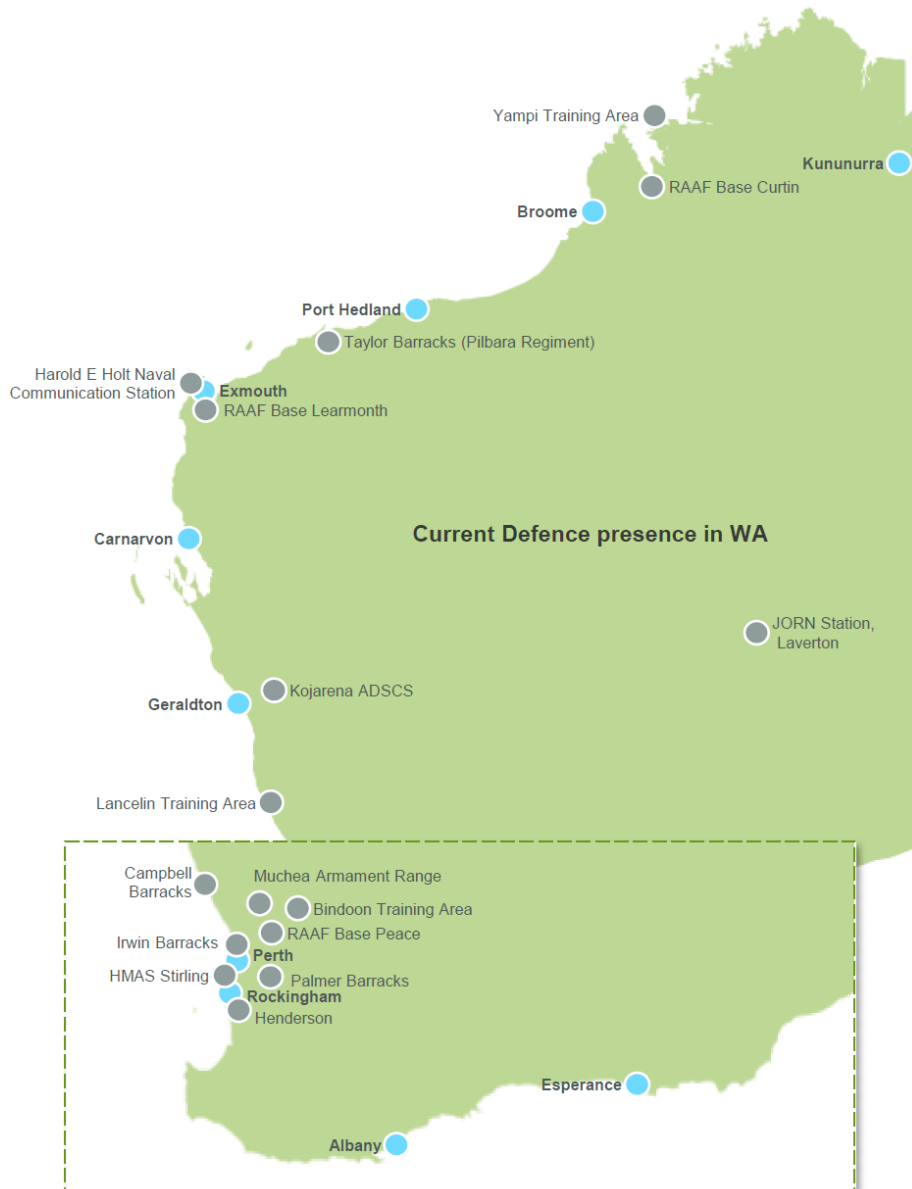 Yampi Training Area
Kununurra
RAAF Base Curtin
Broome
Port Hedland
Taylor Barracks (Pilbara Regiment)
Harold E Holt Naval
Communication Station
Exmouth
RAAF Base Learmonth
Current Defence presence in WA
Carnarvon
JORN Station,
Laverton
Kojarena ADSCS
Geraldton
Lancelin Training Area
Campbell
Barracks
Muchea Armament Range
Bindoon Training Area
RAAF Base Peace
Irwin Barracks
Perth
HMAS Stirling
Palmer Barracks
Rockingham
Henderson
Esperance
Albany